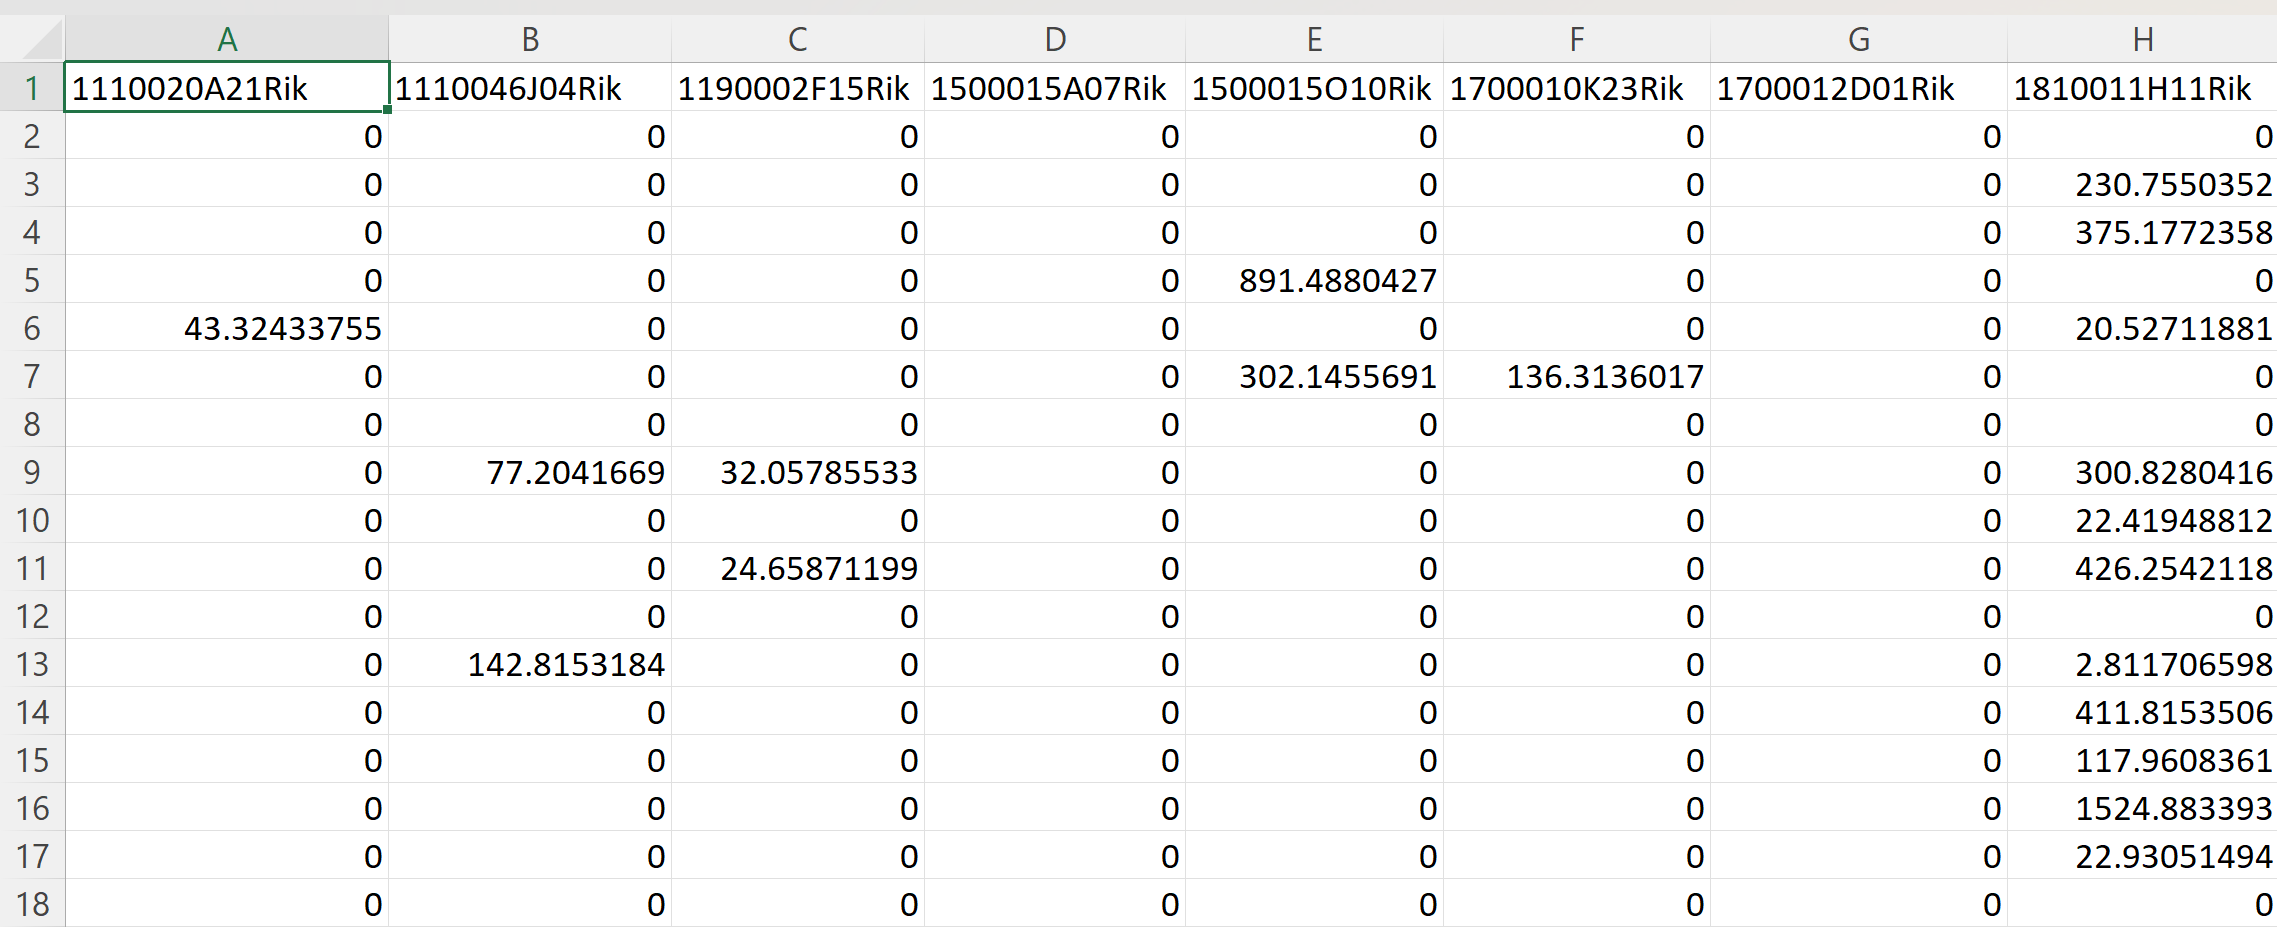 A B C D E F G H
1 1110020A21Rik 1110046J04Rik 1190002F15Rik 1500015A07Rik 1500015O10Rik 1700010K23Rik 1700012D01Rik 1810011H11Rik
2 0 0 0 0 0 0 0 0
3 0 0 0 0 0 0 0 230.7550352
4 0 0 0 0 0 0 0 375.1772358
5 0 0 0 0 891.4880427 0 0 0
6 43.32433755 0 0 0 0 0 0 20.52711881
7 0 0 0 0 302.1455691 136.3136017 0 0
8 0 0 0 0 0 0 0 0
9 0 77.2041669 32.05785533 0 0 0 0 300.8280416
10 0 0 0 0 0 0 0 22.41948812
11 0 0 24.65871199 0 0 0 0 426.2542118
12 0 0 0 0 0 0 0 0
13 0 142.8153184 0 0 0 0 0 2.811706598
14 0 0 0 0 0 0 0 411.8153506
15 0 0 0 0 0 0 0 117.9608361
16 0 0 0 0 0 0 0 1524.883393
17 0 0 0 0 0 0 0 22.93051494
18 0 0 0 0 0 0 0 0